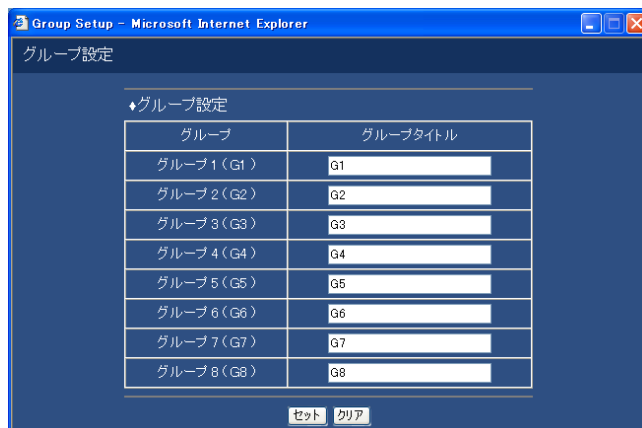 Group Setup - Microsoft Internet Explorer
グループ設定
♦グループ設定
グループ グループタイトル
グループ1(G1) G1
グループ2(G2) G2
グループ3(G3) G3
グループ4(G4) G4
グループ5(G5) G5
グループ6(G6) G6
グループ7(G7) G7
グループ8(G8) G8
セット クリア